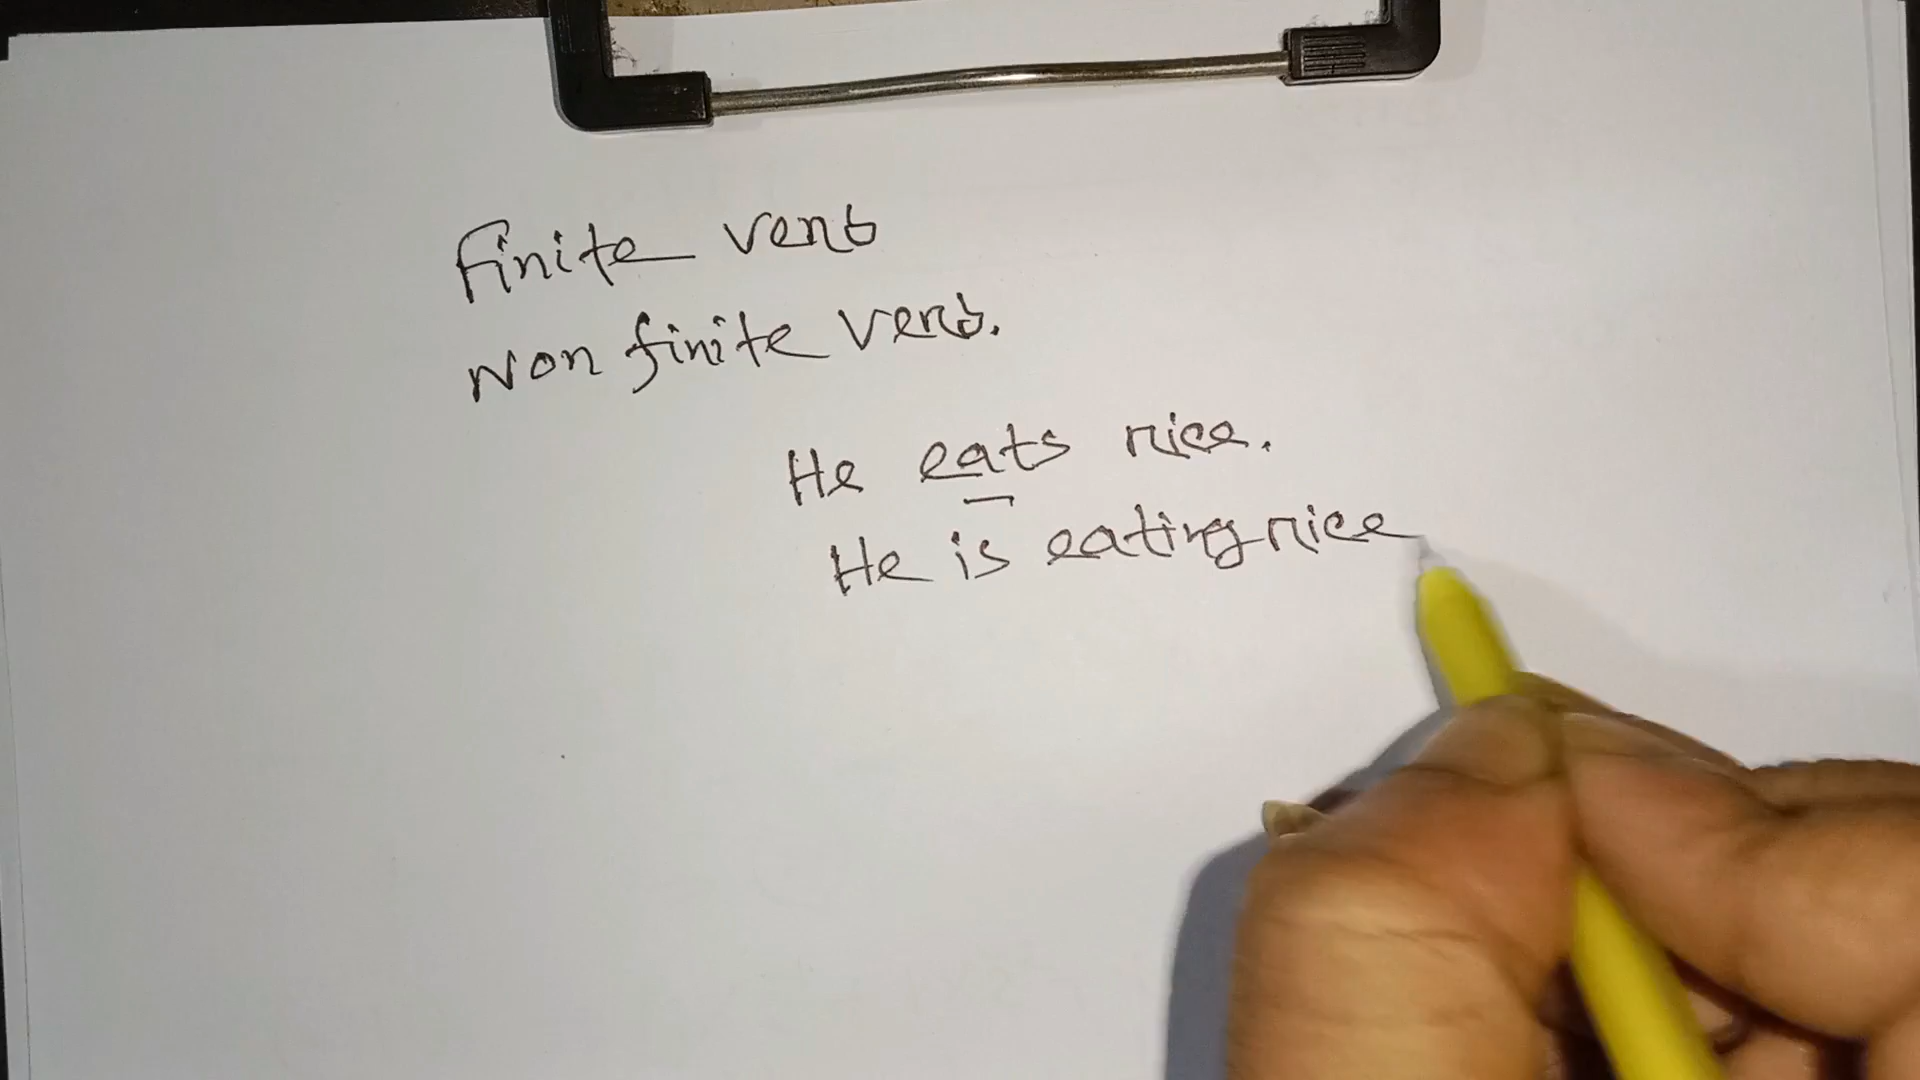 Finite verb
Non finite verb.
He eats rice.
He is eating rice